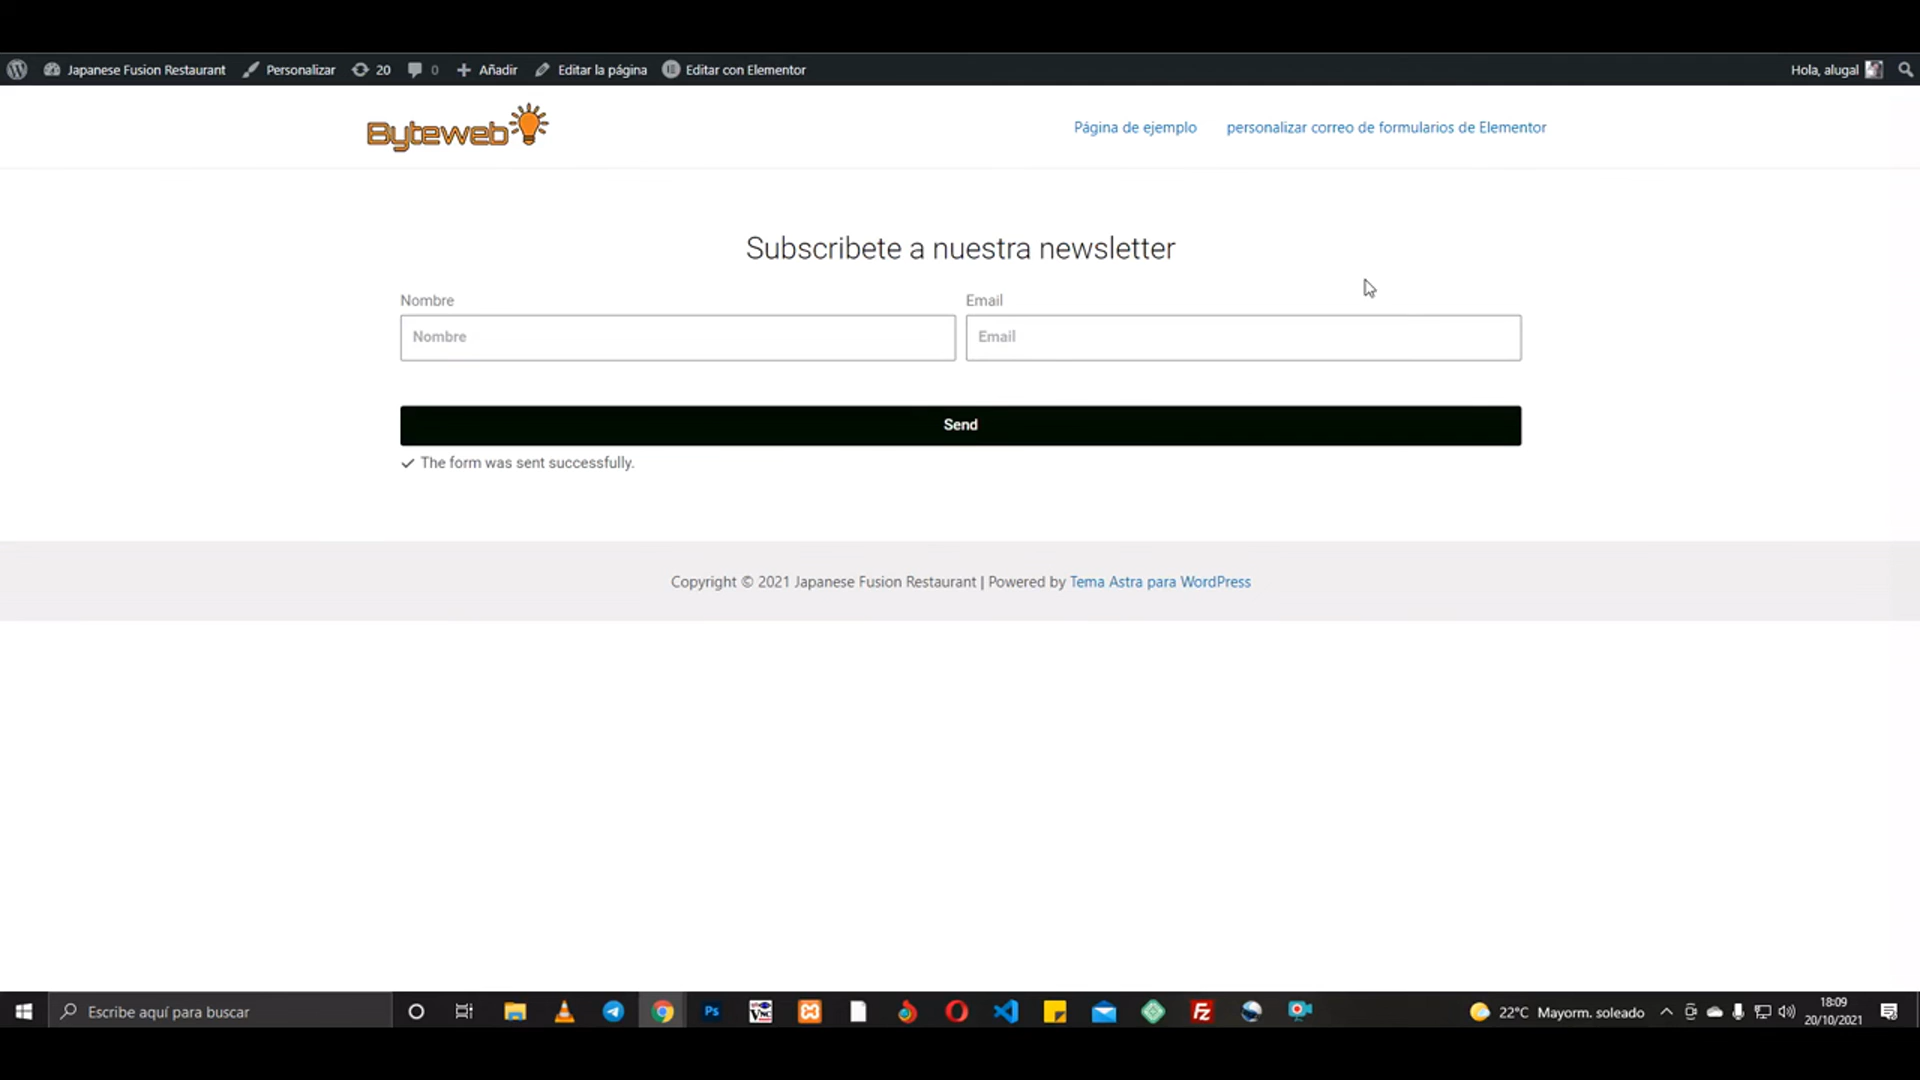 Japanese Fusion Restaurant Personalizar 20 0 Añadir Editar la página Editar con Elementor Hola, alugal
Byteweb Página de ejemplo personalizar correo de formularios de Elementor
Subscribete a nuestra newsletter
Nombre Email
Nombre Email
Send
The form was sent successfully.
Copyright © 2021 Japanese Fusion Restaurant | Powered by Tema Astra para WordPress
Escribe aquí para buscar Ps VNC Fz 22°C Mayorm. soleado 18:09
20/10/2021